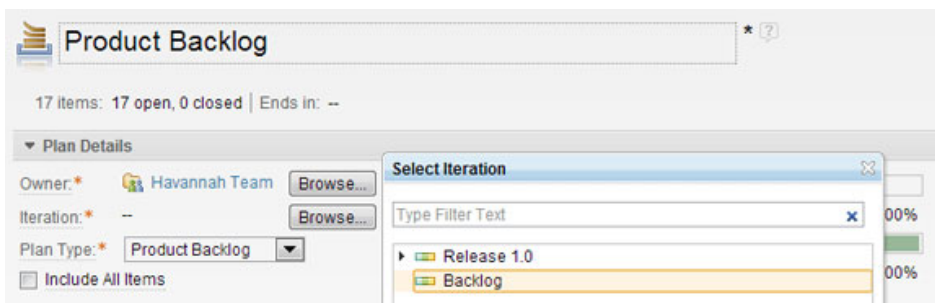 Product Backlog * ?
17 items: 17 open, 0 closed | Ends in: --
Plan Details
Owner:* Havannah Team Browse...
Iteration:* -- Browse...
Plan Type:* Product Backlog
Include All Items
Select Iteration
Type Filter Text
Release 1.0
Backlog
00%
00%